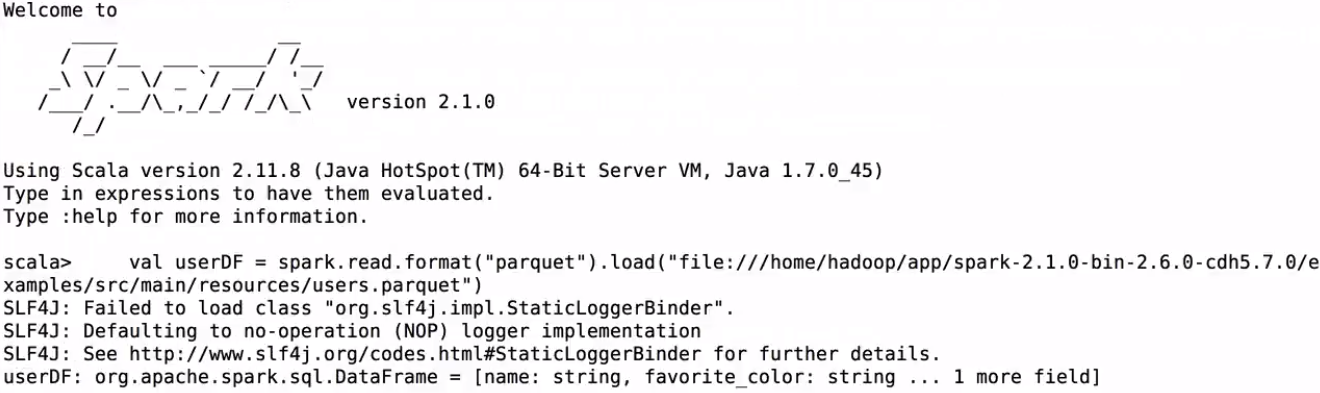 Welcome to
      ____              __
     / __/__  ___ _____/ /__
    _\ \/ _ \/ _ `/ __/  '_/
   /___/ .__/\_,_/_/ /_/\_\   version 2.1.0
      /_/
Using Scala version 2.11.8 (Java HotSpot(TM) 64-Bit Server VM, Java 1.7.0_45)
Type in expressions to have them evaluated.
Type :help for more information.
scala>     val userDF = spark.read.format("parquet").load("file:///home/hadoop/app/spark-2.1.0-bin-2.6.0-cdh5.7.0/e
xamples/src/main/resources/users.parquet")
SLF4J: Failed to load class "org.slf4j.impl.StaticLoggerBinder".
SLF4J: Defaulting to no-operation (NOP) logger implementation
SLF4J: See http://www.slf4j.org/codes.html#StaticLoggerBinder for further details.
userDF: org.apache.spark.sql.DataFrame = [name: string, favorite_color: string ... 1 more field]